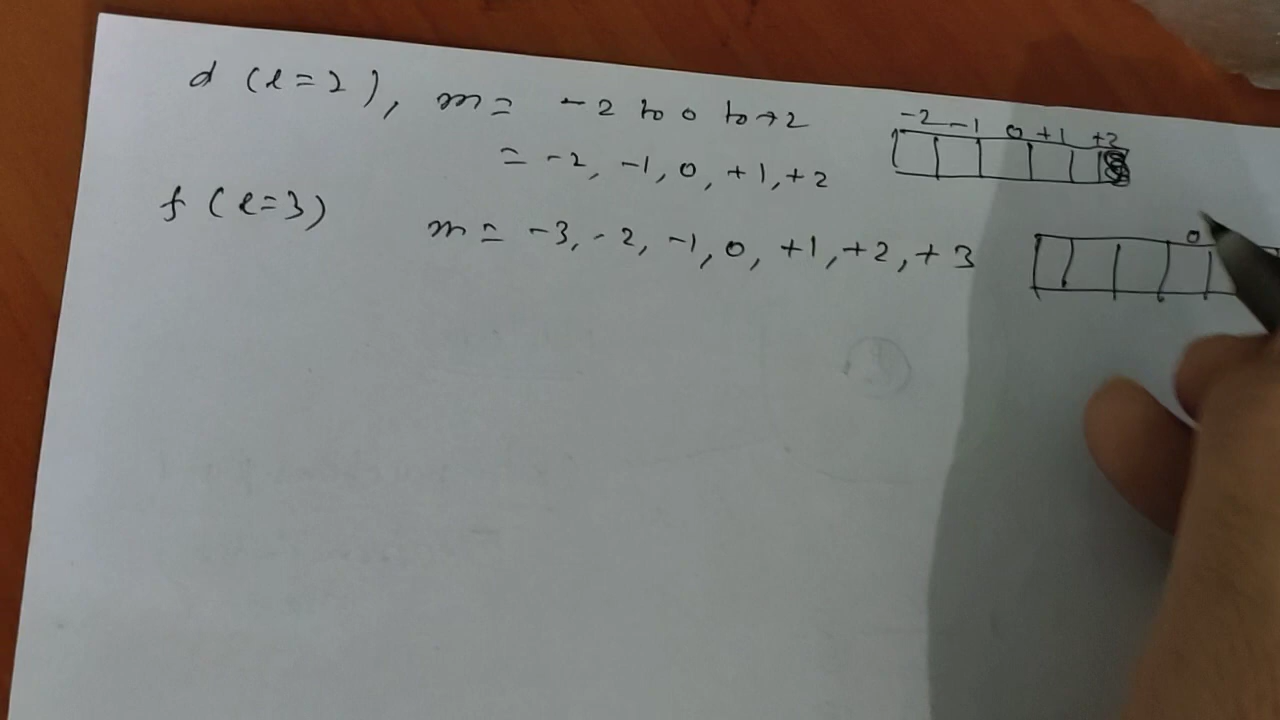 d (l=2), m= -2 to 0 to +2
-2 -1 0 +1 +2
= -2, -1, 0, +1, +2
f (l=3) m= -3, -2, -1, 0, +1, +2, +3
0